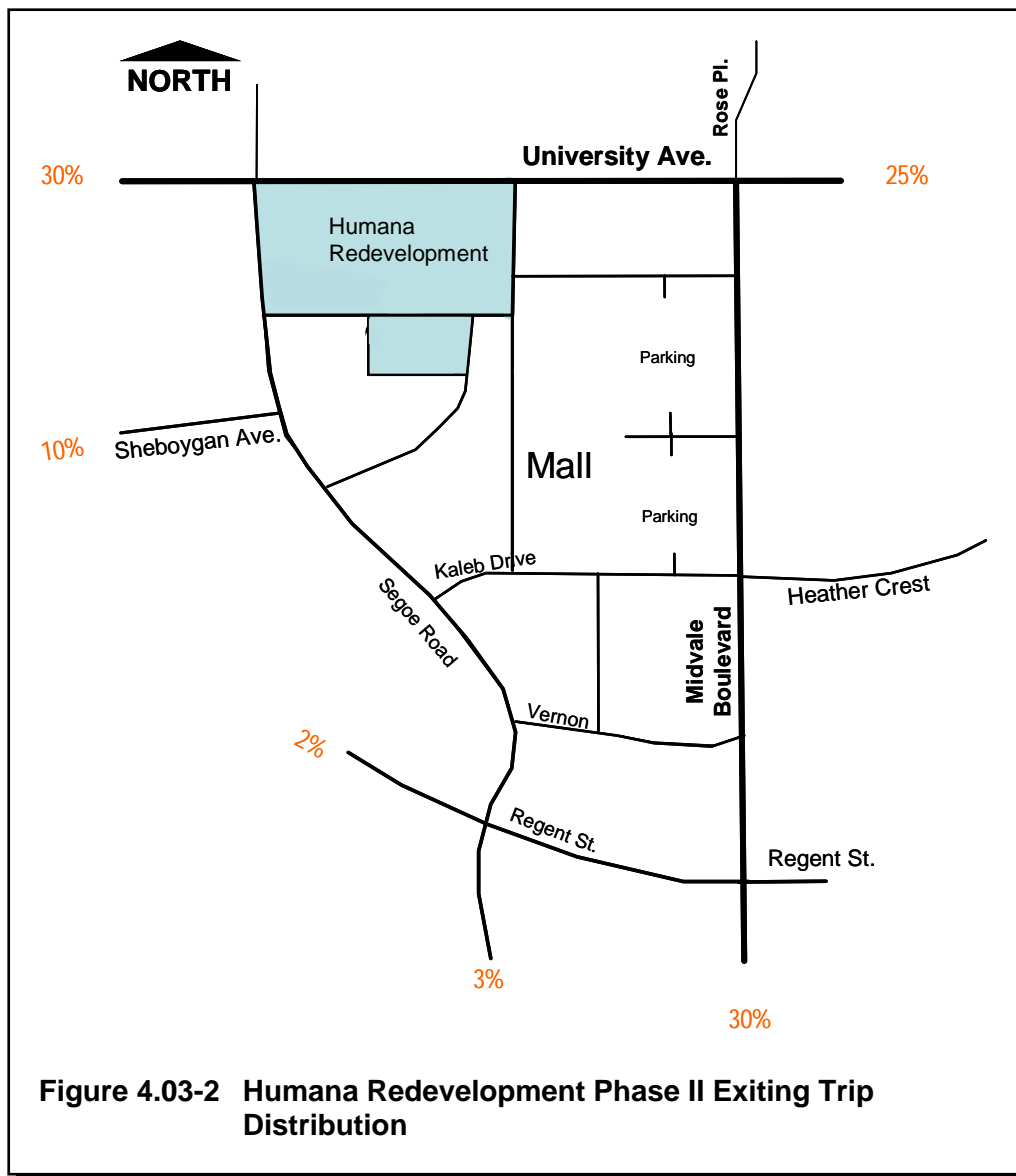 NORTH
Rose Pl.
University Ave.
30%
25%
Humana
Redevelopment
Parking
10%
Sheboygan Ave.
Mall
Parking
Kaleb Drive
Heather Crest
Segoe Road
Midvale
Boulevard
Vernon
2%
Regent St.
Regent St.
3%
30%
Figure 4.03-2 Humana Redevelopment Phase II Exiting Trip
Distribution